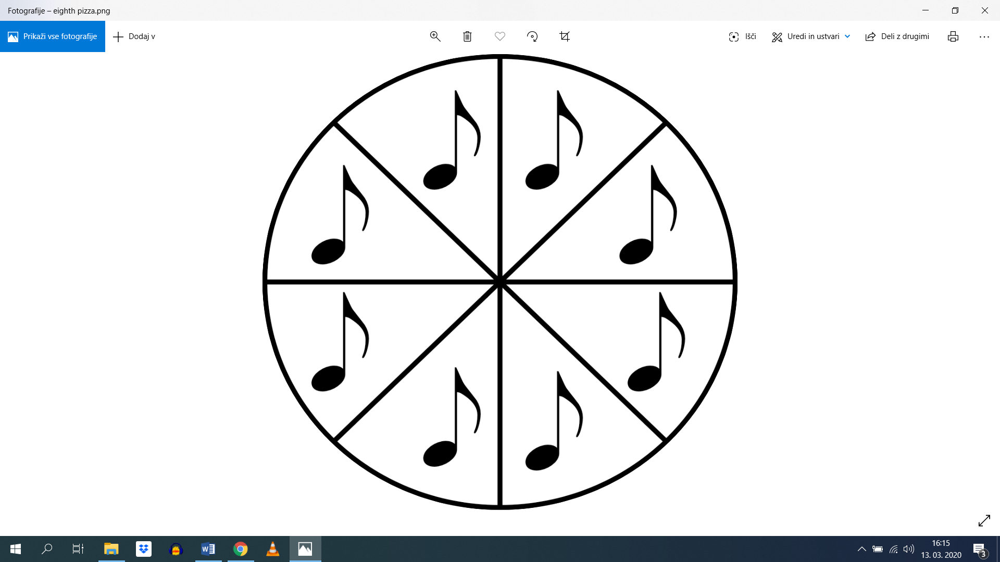 Fotografije – eighth pizza.png
Prikaži vse fotografije
Dodaj v
Išči
Uredi in ustvari
Deli z drugimi
16:15
13. 03. 2020
3